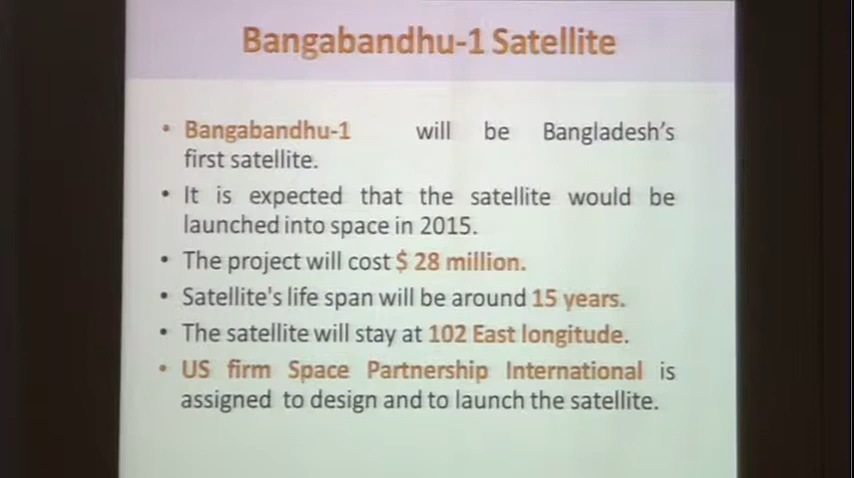 Bangabandhu-1 Satellite
• Bangabandhu-1 will be Bangladesh's
first satellite.
• It is expected that the satellite would be
launched into space in 2015.
• The project will cost $ 28 million.
• Satellite's life span will be around 15 years.
• The satellite will stay at 102 East longitude.
• US firm Space Partnership International is
assigned to design and to launch the satellite.